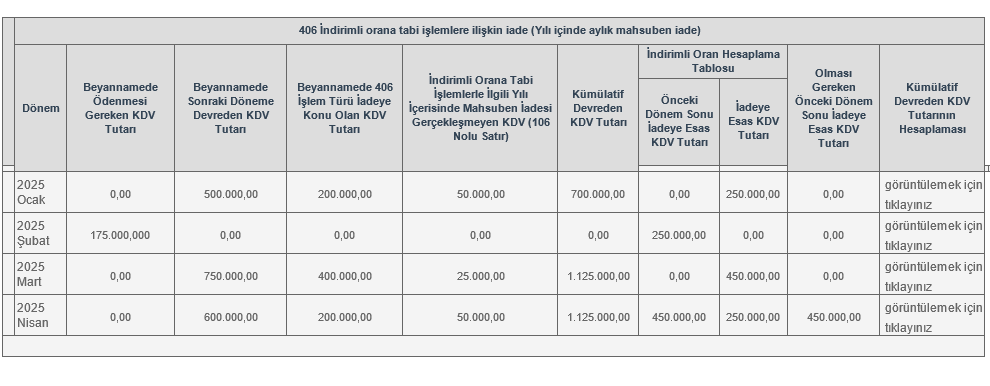 406 İndirimli orana tabi işlemlere ilişkin iade (Yılı içinde aylık mahsuben iade)
Dönem
Beyannamede
Ödenmesi
Gereken KDV
Tutarı
Beyannamede
Sonraki Döneme
Devreden KDV
Tutarı
Beyannamede 406
İşlem Türü İadeye
Konu Olan KDV
Tutarı
İndirimli Orana Tabi
İşlemlerle İlgili Yılı
İçerisinde Mahsuben İadesi
Gerçekleşmeyen KDV (106
Nolu Satır)
Kümülatif
Devreden
KDV Tutarı
İndirimli Oran Hesaplama
Tablosu
Önceki
Dönem Sonu
İadeye Esas
KDV Tutarı
İadeye
Esas KDV
Tutarı
Olması
Gereken
Önceki Dönem
Sonu İadeye
Esas KDV
Tutarı
Kümülatif
Devreden KDV
Tutarının
Hesaplaması
2025
Ocak
0,00
500.000,00
200.000,00
50.000,00
700.000,00
0,00
250.000,00
0,00
görüntülemek için
tıklayınız
2025
Şubat
175.000,000
0,00
0,00
0,00
0,00
250.000,00
0,00
0,00
görüntülemek için
tıklayınız
2025
Mart
0,00
750.000,00
400.000,00
25.000,00
1.125.000,00
0,00
450.000,00
0,00
görüntülemek için
tıklayınız
2025
Nisan
0,00
600.000,00
200.000,00
50.000,00
1.125.000,00
450.000,00
250.000,00
450.000,00
görüntülemek için
tıklayınız